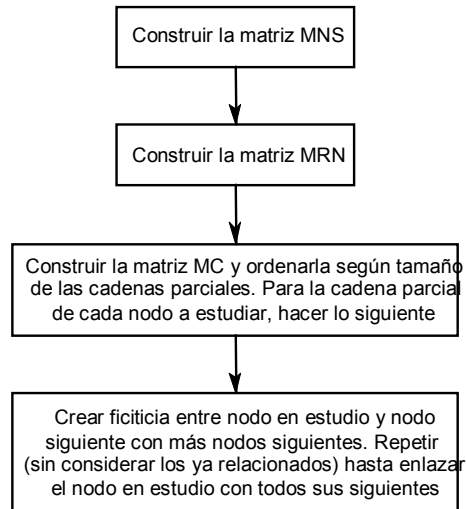 Construir la matriz MNS
Construir la matriz MRN
Construir la matriz MC y ordenarla según tamaño
de las cadenas parciales. Para la cadena parcial
de cada nodo a estudiar, hacer lo siguiente
Crear ficiticia entre nodo en estudio y nodo
siguiente con más nodos siguientes. Repetir
(sin considerar los ya relacionados) hasta enlazar
el nodo en estudio con todos sus siguientes